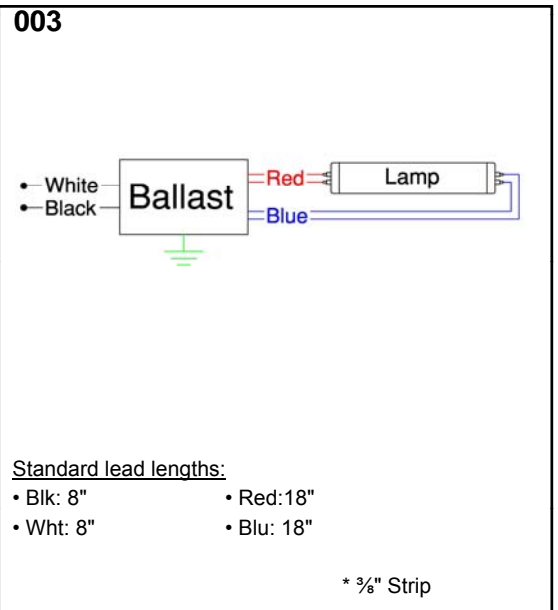 003
White
Black
Ballast
Red
Blue
Lamp
Standard lead lengths:
• Blk: 8" • Red:18"
• Wht: 8" • Blu: 18"
* ⅜" Strip